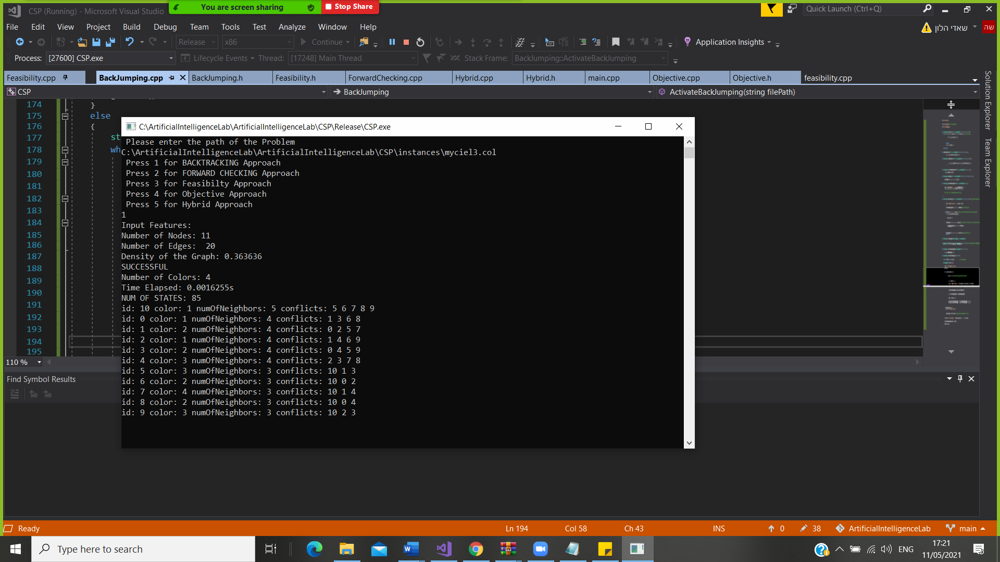 CSP (Running) - Microsoft Visual Studio
You are screen sharing
Stop Share
Quick Launch (Ctrl+Q)
File Edit View Project Build Debug Team Tools Test Analyze Window Help
שאדי הלון
שה
Release x86 Continue Application Insights
Process: [27600] CSP.exe Lifecycle Events Thread: [17248] Main Thread Stack Frame: BackJumping::ActivateBackJumping
Feasibility.cpp BackJumping.cpp BackJumping.h Feasibility.h ForwardChecking.cpp Hybrid.cpp Hybrid.h main.cpp Objective.cpp Objective.h feasibility.cpp
CSP BackJumping ActivateBackJumping(string filePath)
Solution Explorer
Team Explorer
174 }
175 else
176 {
177 st
178 wh
179
180
181
182
183
184
185
186
187
188
189
190
191
192
193
194
195
C:\ArtificialIntelligenceLab\ArtificialIntelligenceLab\CSP\Release\CSP.exe
Please enter the path of the Problem
C:\ArtificialIntelligenceLab\ArtificialIntelligenceLab\CSP\instances\myciel3.col
Press 1 for BACKTRACKING Approach
Press 2 for FORWARD CHECKING Approach
Press 3 for Feasibilty Approach
Press 4 for Objective Approach
Press 5 for Hybrid Approach
1
Input Features:
Number of Nodes: 11
Number of Edges:  20
Density of the Graph: 0.363636
SUCCESSFUL
Number of Colors: 4
Time Elapsed: 0.0016255s
NUM OF STATES: 85
id: 10 color: 1 numOfNeighbors: 5 conflicts: 5 6 7 8 9
id: 0 color: 1 numOfNeighbors: 4 conflicts: 1 3 6 8
id: 1 color: 2 numOfNeighbors: 4 conflicts: 0 2 5 7
id: 2 color: 1 numOfNeighbors: 4 conflicts: 1 4 6 9
id: 3 color: 2 numOfNeighbors: 4 conflicts: 0 4 5 9
id: 4 color: 3 numOfNeighbors: 4 conflicts: 2 3 7 8
id: 5 color: 3 numOfNeighbors: 3 conflicts: 10 1 3
id: 6 color: 2 numOfNeighbors: 3 conflicts: 10 0 2
id: 7 color: 4 numOfNeighbors: 3 conflicts: 10 1 4
id: 8 color: 2 numOfNeighbors: 3 conflicts: 10 0 4
id: 9 color: 3 numOfNeighbors: 3 conflicts: 10 2 3
110 %
Find Symbol Results
Ready Ln 194 Col 58 Ch 43 INS 0 38 ArtificialIntelligenceLab main
Type here to search
ENG
17:21
11/05/2021